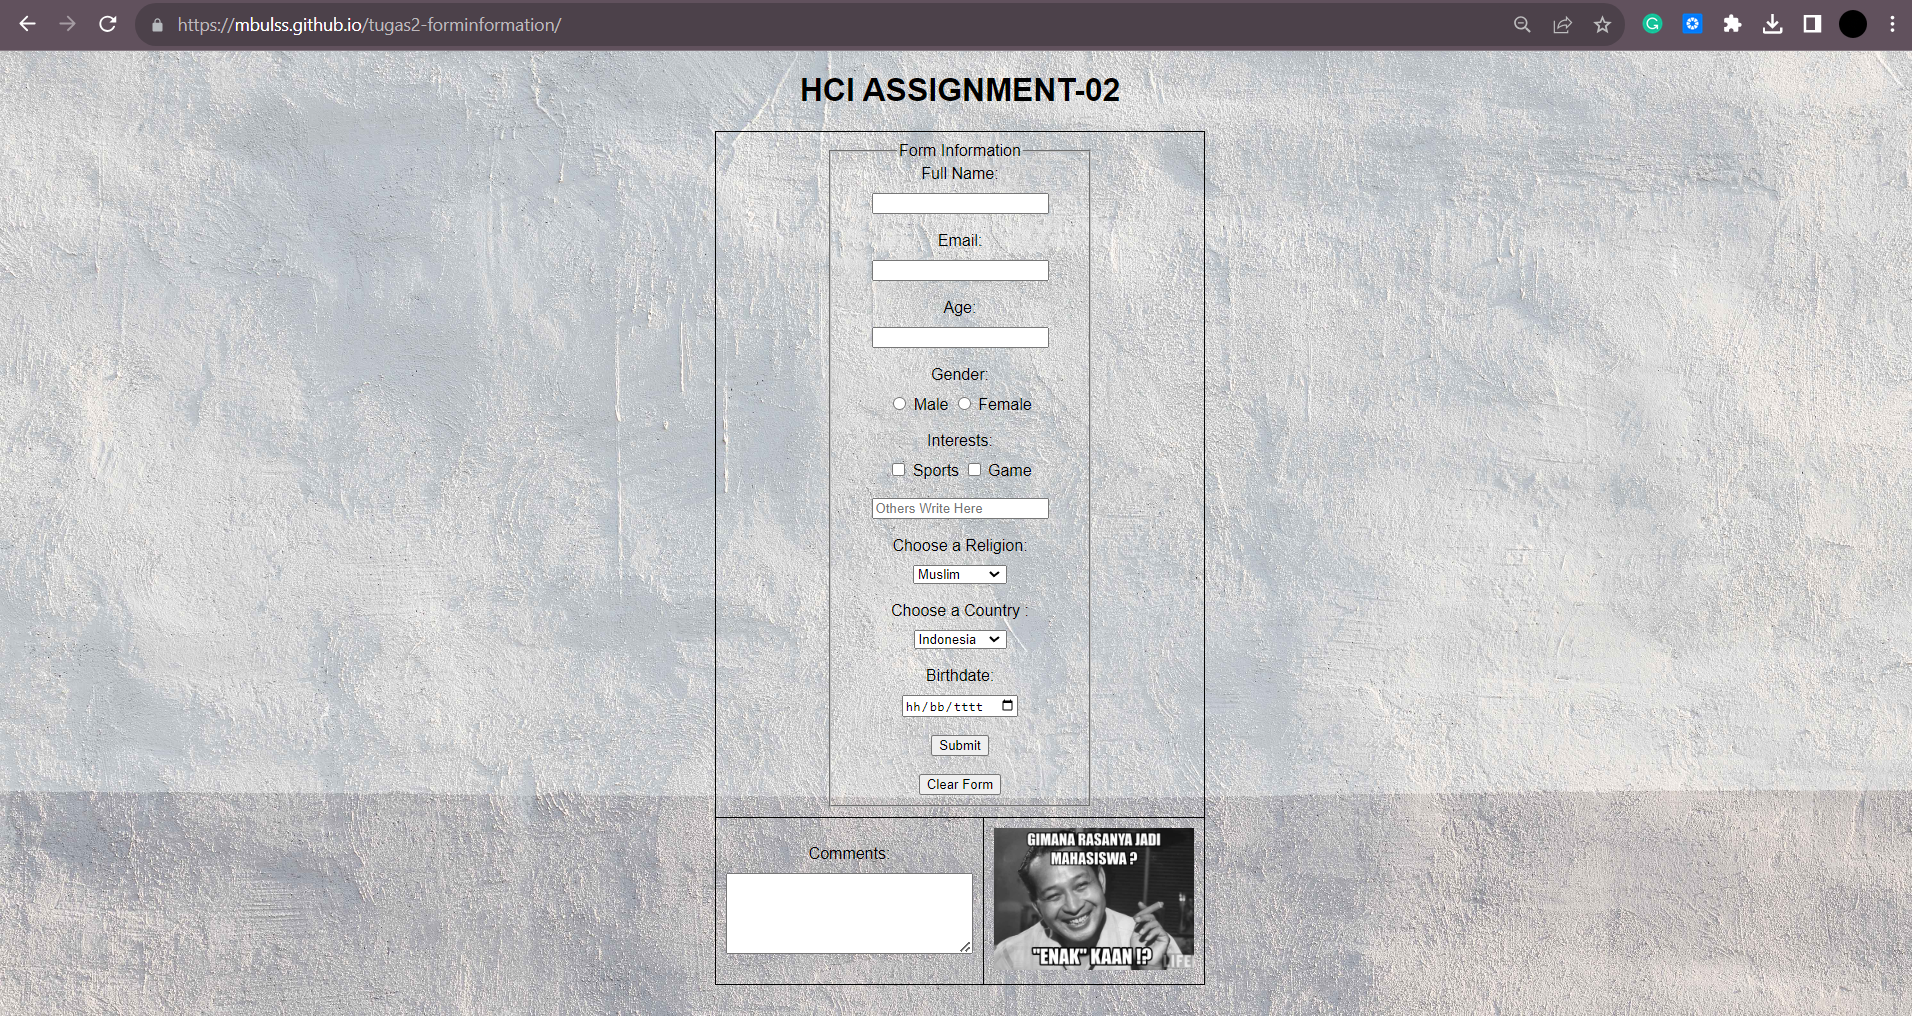 https://mbulss.github.io/tugas2-forminformation/
HCI ASSIGNMENT-02
Form Information
Full Name:
Email:
Age:
Gender:
Male Female
Interests:
Sports Game
Others Write Here
Choose a Religion:
Muslim
Choose a Country :
Indonesia
Birthdate:
hh/bb/tttt
Submit
Clear Form
Comments:
GIMANA RASANYA JADI
MAHASISWA ?
"ENAK" KAAN !?
LIFE